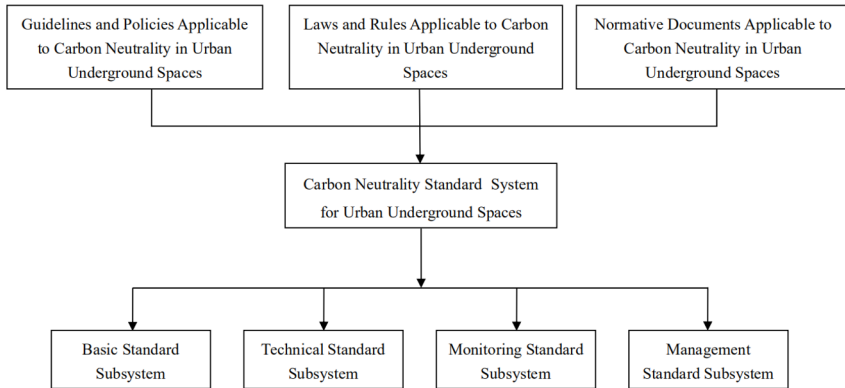 Guidelines and Policies Applicable
to Carbon Neutrality in Urban
Underground Spaces
Laws and Rules Applicable to Carbon
Neutrality in Urban Underground
Spaces
Normative Documents Applicable to
Carbon Neutrality in Urban
Underground Spaces
Carbon Neutrality Standard System
for Urban Underground Spaces
Basic Standard
Subsystem
Technical Standard
Subsystem
Monitoring Standard
Subsystem
Management
Standard Subsystem